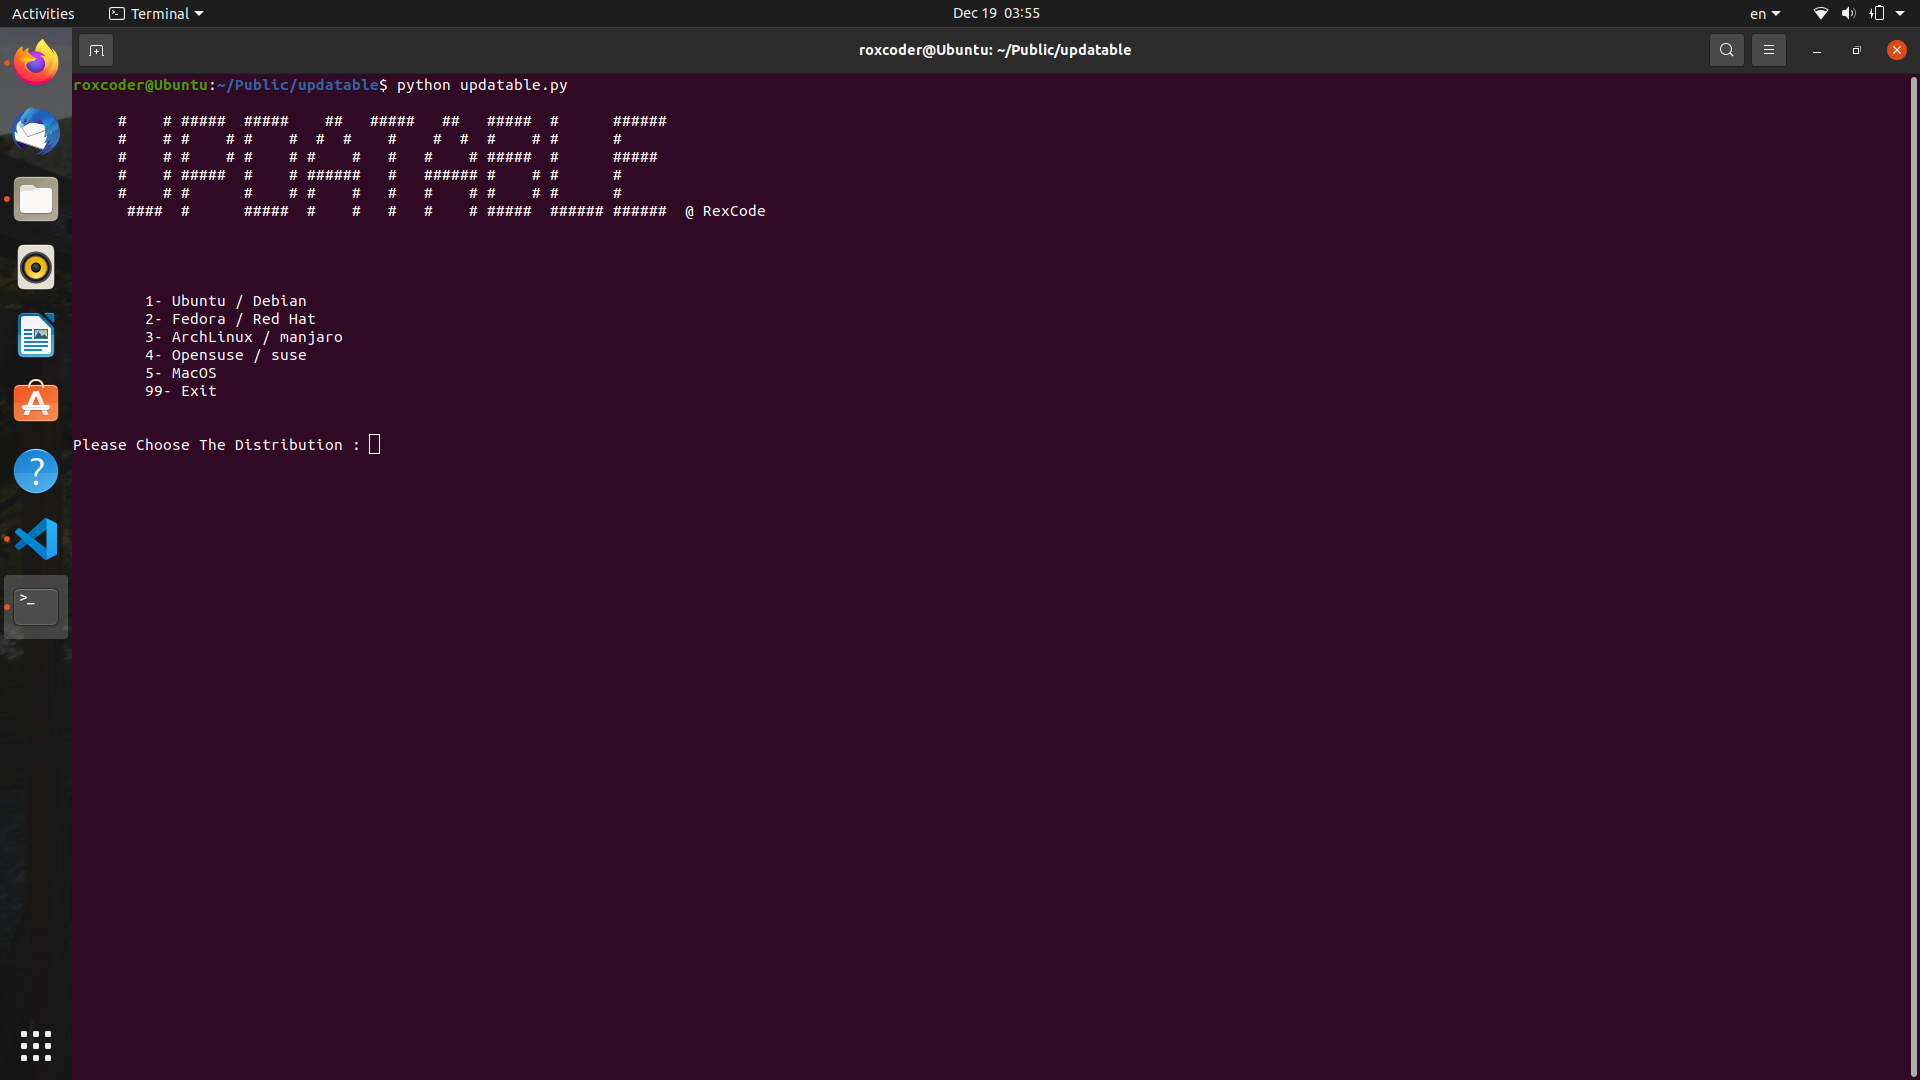 Activities
Terminal
Dec 19 03:55
en
roxcoder@Ubuntu: ~/Public/updatable
roxcoder@Ubuntu:~/Public/updatable$ python updatable.py
UPDATABLE
@ RexCode
1- Ubuntu / Debian
2- Fedora / Red Hat
3- ArchLinux / manjaro
4- Opensuse / suse
5- MacOS
99- Exit
Please Choose The Distribution :